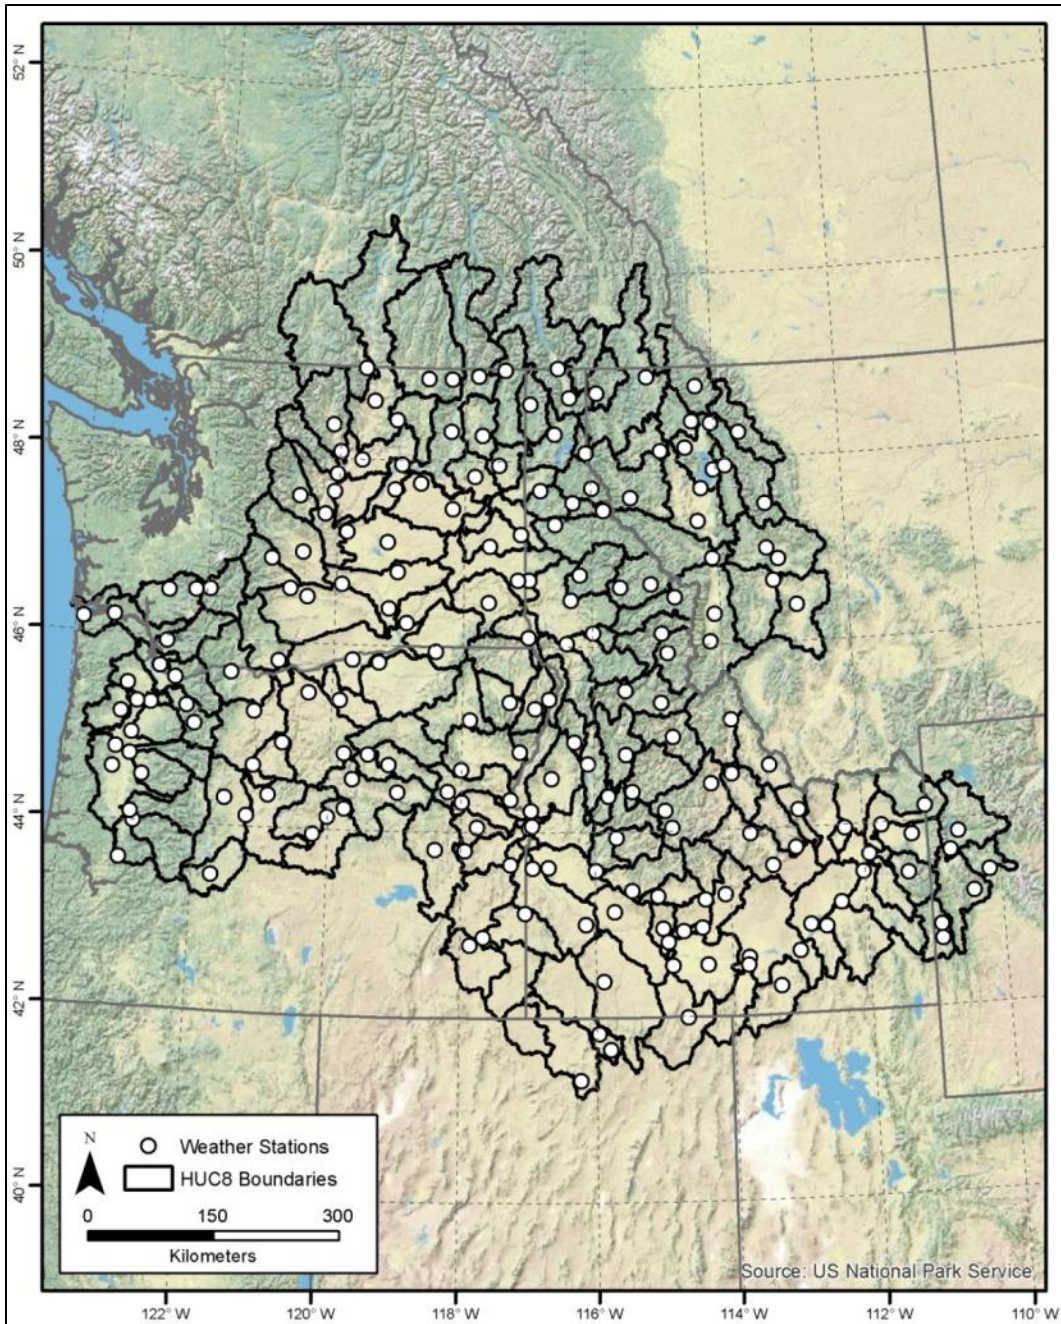 52° N
50° N
48° N
46° N
44° N
42° N
40° N
N
Weather Stations
HUC8 Boundaries
0 150 300
Kilometers
Source: US National Park Service
122° W 120° W 118° W 116° W 114° W 112° W 110° W